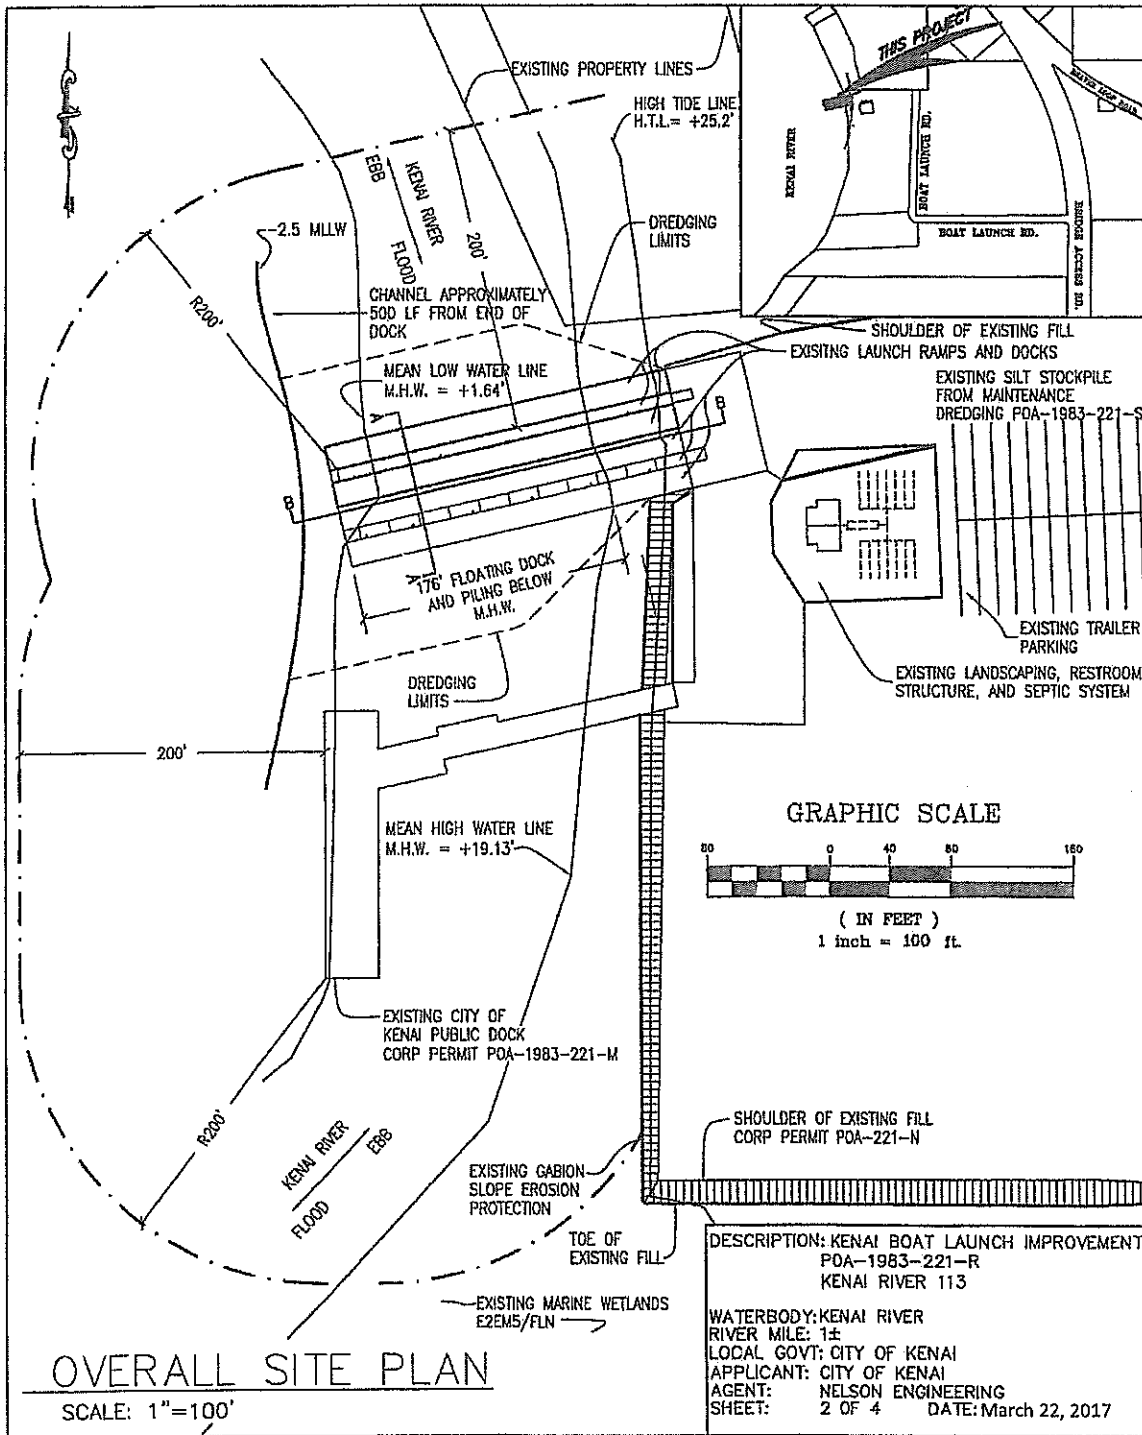 EXISTING PROPERTY LINES
HIGH TIDE LINE
H.T.L.= +25.2'
THIS PROJECT
BEAVER LOOP ROAD
KENAI RIVER
BOAT LAUNCH RD.
BOAT LAUNCH RD.
BRIDGE ACCESS RD.
EBB
KENAI RIVER
FLOOD
200'
DREDGING
LIMITS
-2.5 MLLW
R200'
CHANNEL APPROXIMATELY
500 LF FROM END OF
DOCK
SHOULDER OF EXISTING FILL
EXISITNG LAUNCH RAMPS AND DOCKS
MEAN LOW WATER LINE
M.H.W. = +1.64'
EXISTING SILT STOCKPILE
FROM MAINTENANCE
DREDGING POA-1983-221-S
A
B
B
A
176' FLOATING DOCK
AND PILING BELOW
M.H.W.
EXISTING TRAILER
PARKING
EXISTING LANDSCAPING, RESTROOM
STRUCTURE, AND SEPTIC SYSTEM
DREDGING
LIMITS
200'
GRAPHIC SCALE
80 0 40 80 160
( IN FEET )
1 inch = 100 ft.
MEAN HIGH WATER LINE
M.H.W. = +19.13'
EXISTING CITY OF
KENAI PUBLIC DOCK
CORP PERMIT POA-1983-221-M
R200'
KENAI RIVER
EBB
FLOOD
SHOULDER OF EXISTING FILL
CORP PERMIT POA-221-N
EXISTING GABION
SLOPE EROSION
PROTECTION
TOE OF
EXISTING FILL
EXISTING MARINE WETLANDS
E2EM5/FLN
DESCRIPTION: KENAI BOAT LAUNCH IMPROVEMENT
POA-1983-221-R
KENAI RIVER 113
WATERBODY: KENAI RIVER
RIVER MILE: 1±
LOCAL GOVT: CITY OF KENAI
APPLICANT: CITY OF KENAI
AGENT: NELSON ENGINEERING
SHEET: 2 OF 4 DATE: March 22, 2017
OVERALL SITE PLAN
SCALE: 1"=100'